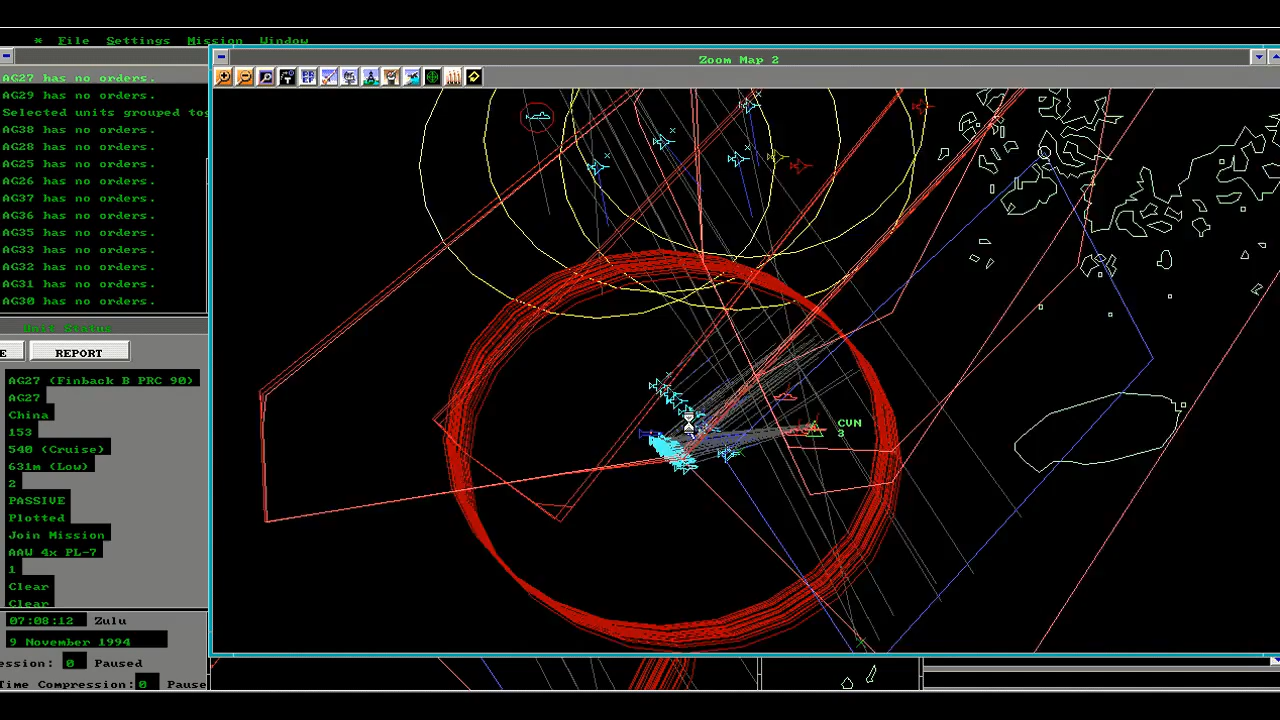 * File Settings Mission Window
Zoom Map 2
AG27 has no orders.
AG29 has no orders.
Selected units grouped tog
AG38 has no orders.
AG28 has no orders.
AG25 has no orders.
AG26 has no orders.
AG37 has no orders.
AG36 has no orders.
AG35 has no orders.
AG33 has no orders.
AG32 has no orders.
AG31 has no orders.
AG30 has no orders.
Unit Status
E REPORT
AG27 (Finback B PRC 90)
AG27
China
153
540 (Cruise)
631m (Low)
2
PASSIVE
Plotted
Join Mission
AAW 4x PL-7
1
Clear
Clear
07:08:12 Zulu
9 November 1994
ession: 0 Paused
Time Compression: 0 Pause
CVN
3